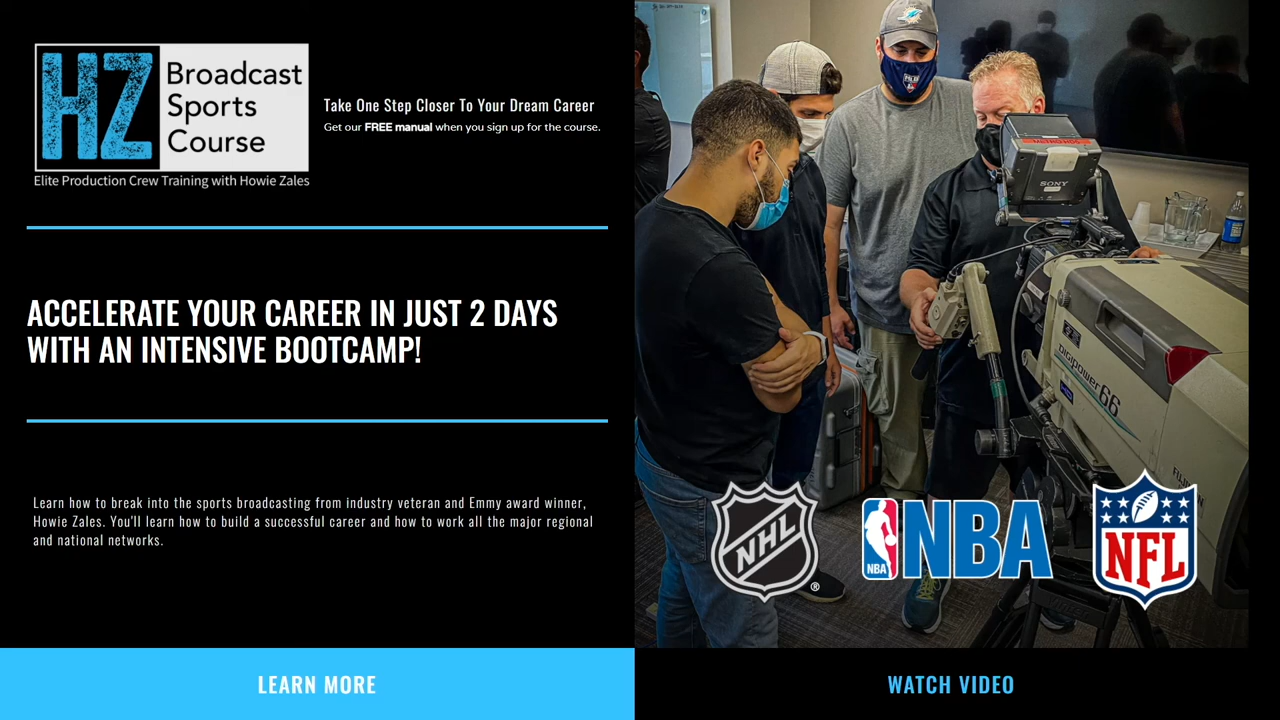 HZ
Broadcast
Sports
Course
Elite Production Crew Training with Howie Zales
Take One Step Closer To Your Dream Career
Get our FREE manual when you sign up for the course.
ACCELERATE YOUR CAREER IN JUST 2 DAYS
WITH AN INTENSIVE BOOTCAMP!
Learn how to break into the sports broadcasting from industry veteran and Emmy award winner,
Howie Zales. You'll learn how to build a successful career and how to work all the major regional
and national networks.
LEARN MORE
SONY
DIGIPOWER 66
NHL
®
NBA
NBA
NFL
WATCH VIDEO